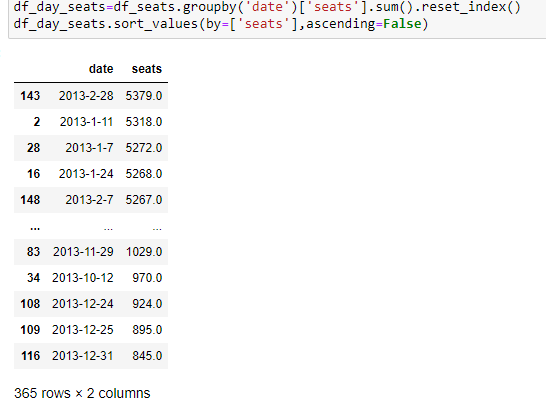 df_day_seats=df_seats.groupby('date')['seats'].sum().reset_index()
df_day_seats.sort_values(by=['seats'],ascending=False)
date seats
143 2013-2-28 5379.0
2 2013-1-11 5318.0
28 2013-1-7 5272.0
16 2013-1-24 5268.0
148 2013-2-7 5267.0
... ... ...
83 2013-11-29 1029.0
34 2013-10-12 970.0
108 2013-12-24 924.0
109 2013-12-25 895.0
116 2013-12-31 845.0
365 rows × 2 columns